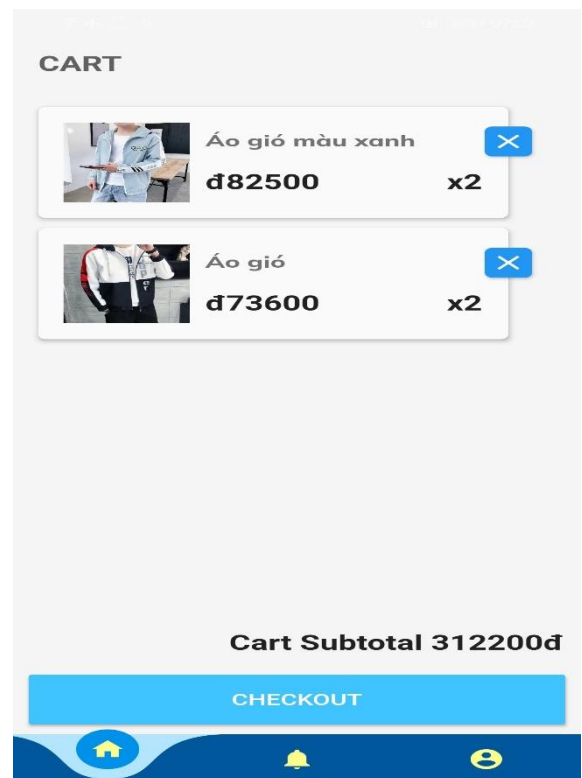 CART
Áo gió màu xanh
đ82500 x2
Áo gió
đ73600 x2
Cart Subtotal 312200đ
CHECKOUT